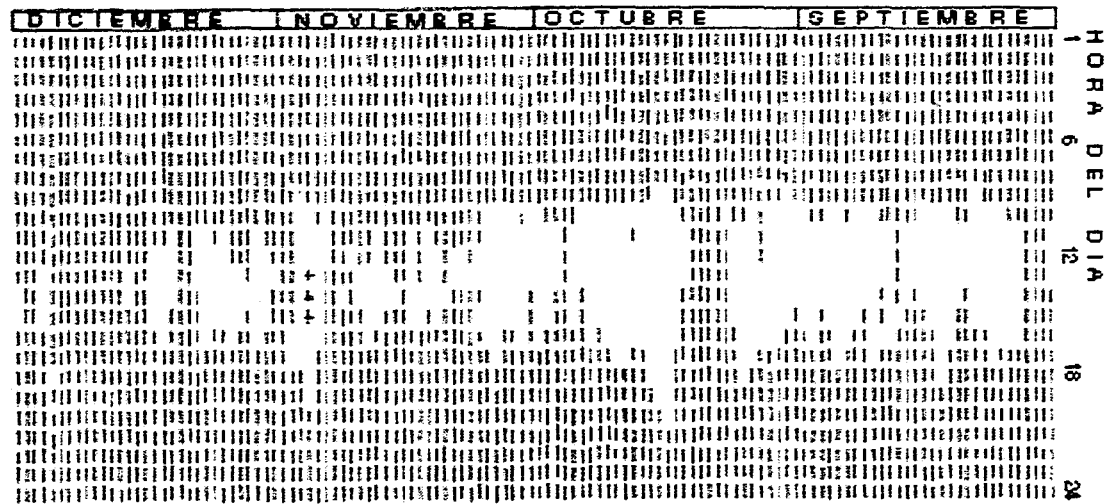 DICIEMBRE NOVIEMBRE OCTUBRE SEPTIEMBRE
HORA DEL DIA
1
6
12
18
24